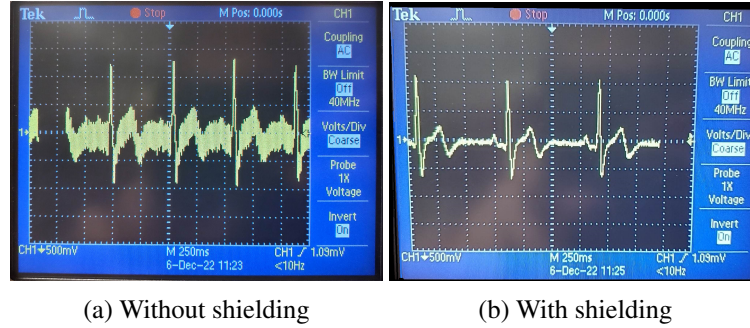 Tek Stop M Pos: 0.000s CH1
Coupling
AC
BW Limit
Off
40MHz
Volts/Div
Coarse
Probe
1X
Voltage
Invert
On
1+
CH1 500mV M 250ms CH1 1.09mV
6-Dec-22 11:23 <10Hz
(a) Without shielding
Tek Stop M Pos: 0.000s CH1
Coupling
AC
BW Limit
Off
40MHz
Volts/Div
Coarse
Probe
1X
Voltage
Invert
On
1+
CH1 500mV M 250ms CH1 1.09mV
6-Dec-22 11:25 <10Hz
(b) With shielding